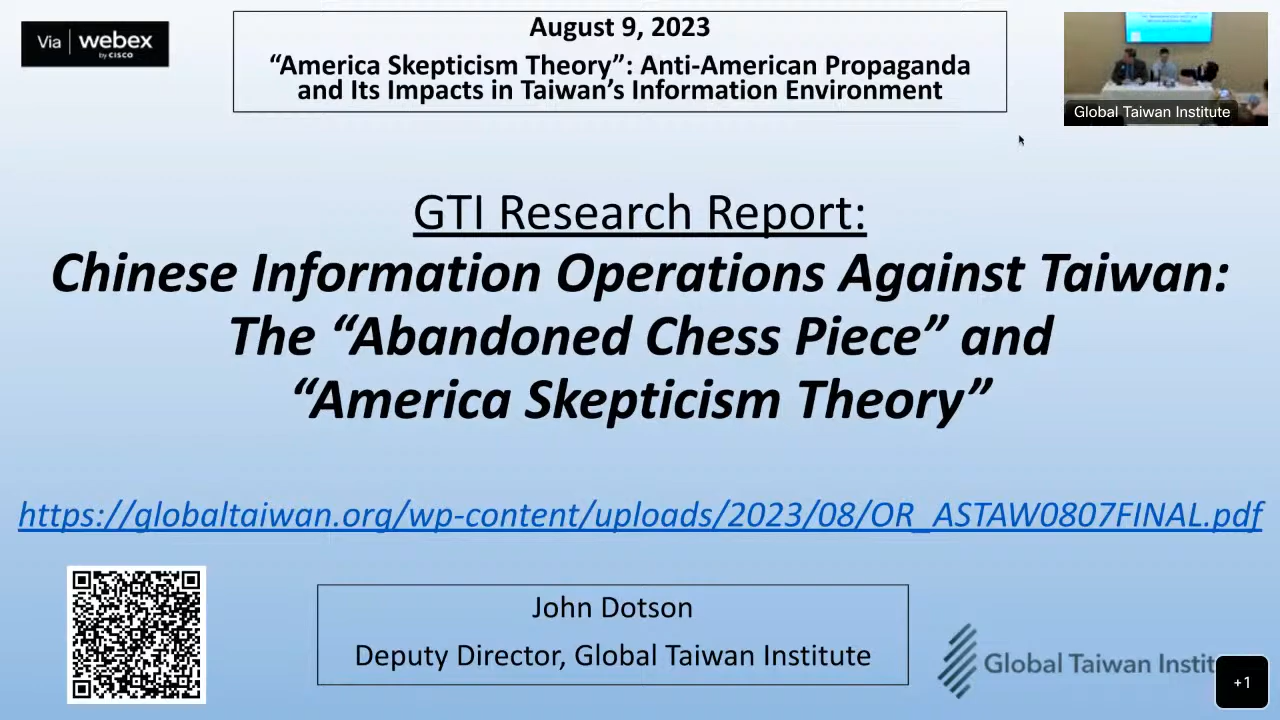 Via | webex
by CISCO
August 9, 2023
“America Skepticism Theory”: Anti-American Propaganda
and Its Impacts in Taiwan’s Information Environment
Global Taiwan Institute
GTI Research Report:
Chinese Information Operations Against Taiwan:
The “Abandoned Chess Piece” and
“America Skepticism Theory”
https://globaltaiwan.org/wp-content/uploads/2023/08/OR_ASTAW0807FINAL.pdf
John Dotson
Deputy Director, Global Taiwan Institute
Global Taiwan Instit
+1